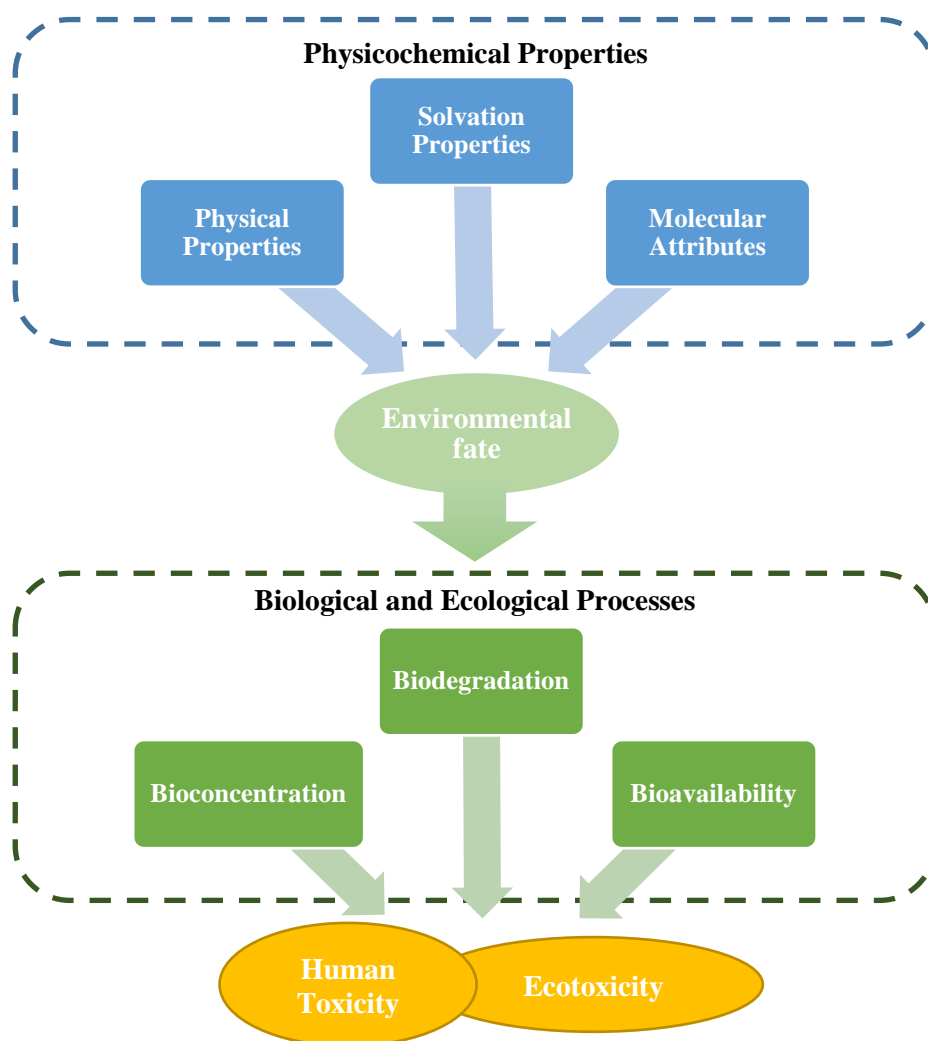 Physicochemical Properties
Solvation
Properties
Physical
Properties
Molecular
Attributes
Environmental
fate
Biological and Ecological Processes
Biodegradation
Bioconcentration
Bioavailability
Human
Toxicity
Ecotoxicity